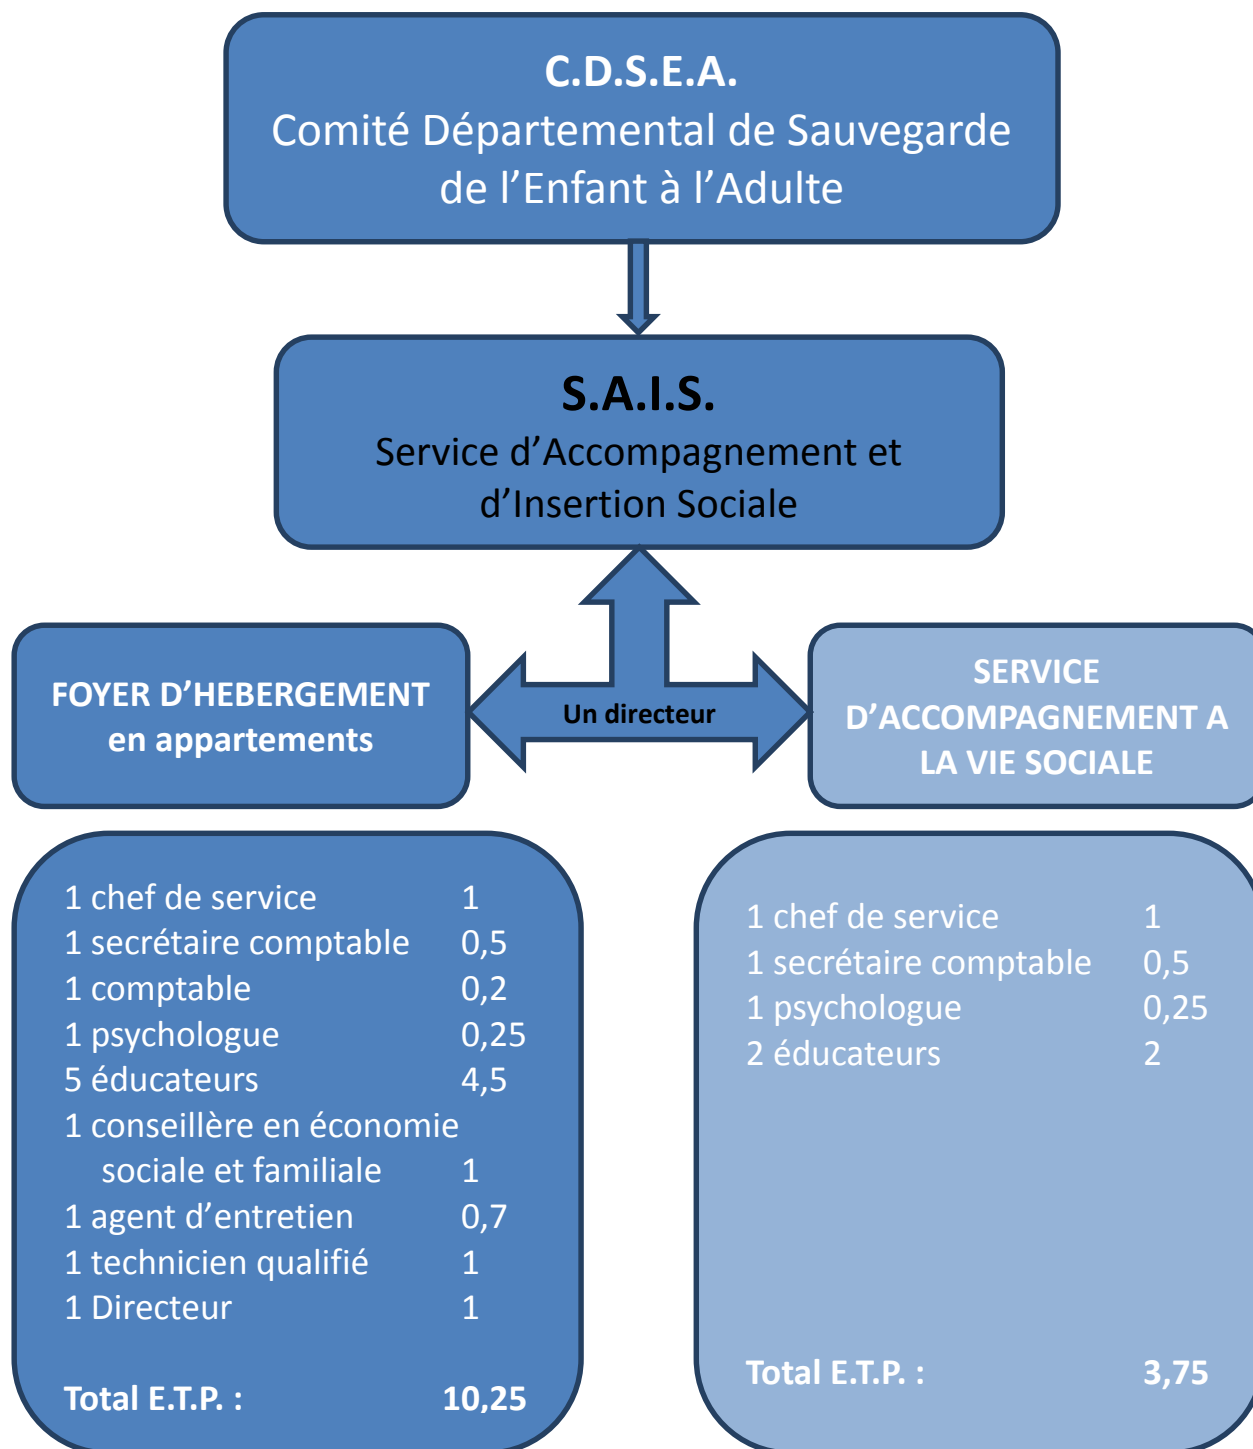 C.D.S.E.A.
Comité Départemental de Sauvegarde
de l’Enfant à l’Adulte
S.A.I.S.
Service d’Accompagnement et
d’Insertion Sociale
FOYER D’HEBERGEMENT
en appartements
Un directeur
SERVICE
D’ACCOMPAGNEMENT A
LA VIE SOCIALE
1 chef de service 1
1 secrétaire comptable 0,5
1 comptable 0,2
1 psychologue 0,25
5 éducateurs 4,5
1 conseillère en économie
sociale et familiale 1
1 agent d’entretien 0,7
1 technicien qualifié 1
1 Directeur 1
Total E.T.P. : 10,25
1 chef de service 1
1 secrétaire comptable 0,5
1 psychologue 0,25
2 éducateurs 2
Total E.T.P. : 3,75